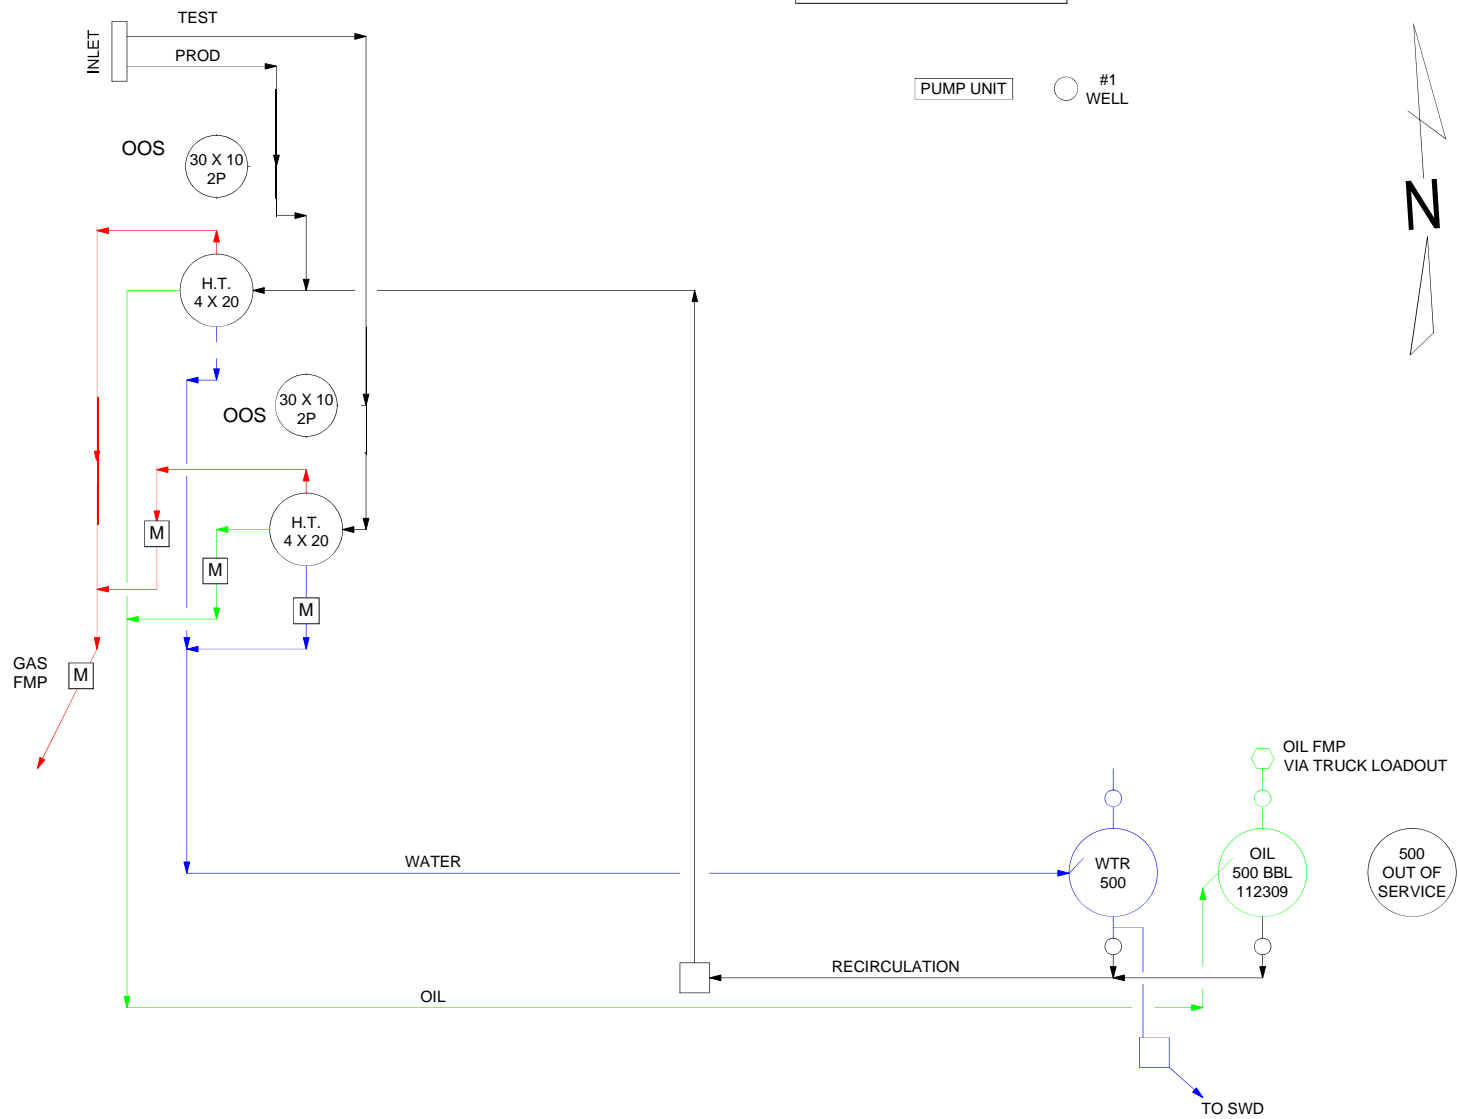 TEST
INLET
PROD
PUMP UNIT
#1
WELL
OOS
30 X 10
2P
N
H.T.
4 X 20
OOS
30 X 10
2P
H.T.
4 X 20
M
M
M
GAS
FMP
M
OIL FMP
VIA TRUCK LOADOUT
WATER
WTR
500
OIL
500 BBL
112309
500
OUT OF
SERVICE
RECIRCULATION
OIL
TO SWD